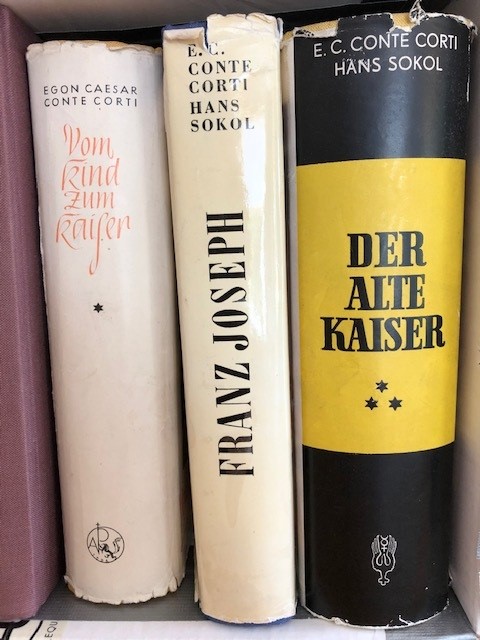 EGON CAESAR
CONTE CORTI
Vom
Kind
zum
Kaiser
E. C.
CONTE
CORTI
HANS
SOKOL
FRANZ JOSEPH
E. C. CONTE CORTI
HANS SOKOL
DER
ALTE
KAISER
EQU